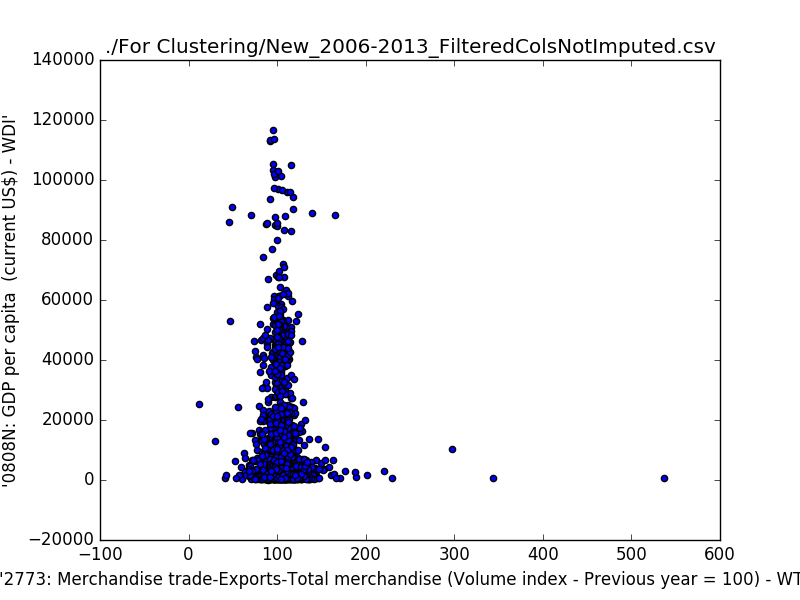 ./For Clustering/New_2006-2013_FilteredColsNotImputed.csv
140000
120000
100000
80000
60000
40000
20000
0
−20000
'0808N: GDP per capita  (current US$) - WDI'
−100 0 100 200 300 400 500 600
'2773: Merchandise trade-Exports-Total merchandise (Volume index - Previous year = 100) - WT